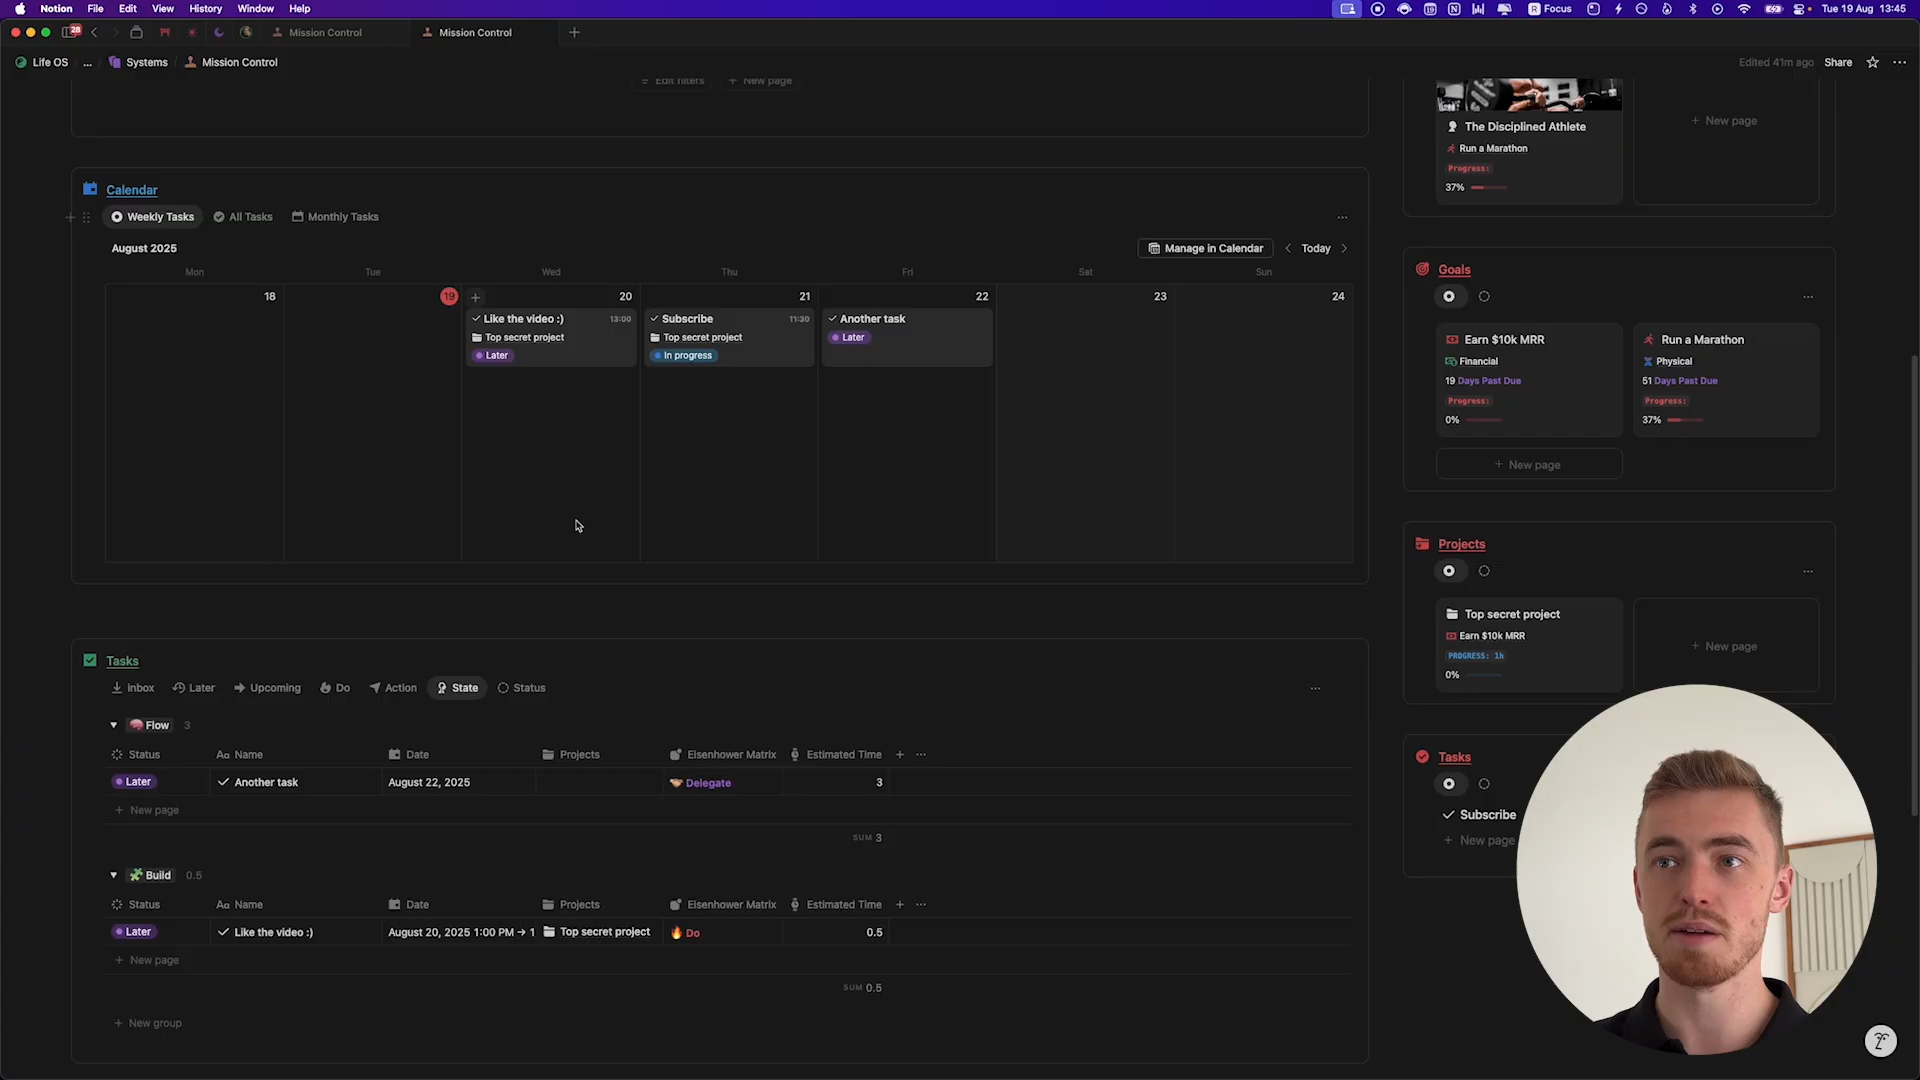 Notion File Edit View History Window Help Focus Tue 19 Aug 13:45
28 Mission Control Mission Control
Life OS ... Systems Mission Control Edited 41m ago Share
Edit filters New page
Calendar
Weekly Tasks All Tasks Monthly Tasks
August 2025 Manage in Calendar Today
Mon Tue Wed Thu Fri Sat Sun
18 19 20 21 22 23 24
Like the video :) 13:00
Top secret project
Later
Subscribe 11:30
Top secret project
In progress
Another task
Later
Tasks
Inbox Later Upcoming Do Action State Status
Flow 3
Status Aa Name Date Projects Eisenhower Matrix Estimated Time
Later Another task August 22, 2025 Delegate 3
New page
SUM 3
Build 0.5
Status Aa Name Date Projects Eisenhower Matrix Estimated Time
Later Like the video :) August 20, 2025 1:00 PM → 1 Top secret project Do 0.5
New page
SUM 0.5
New group
The Disciplined Athlete
Run a Marathon
Progress:
37%
New page
Goals
Earn $10k MRR
Financial
19 Days Past Due
Progress:
0%
Run a Marathon
Physical
51 Days Past Due
Progress:
37%
New page
Projects
Top secret project
Earn $10k MRR
PROGRESS: 1h
0%
New page
Tasks
Subscribe
New page